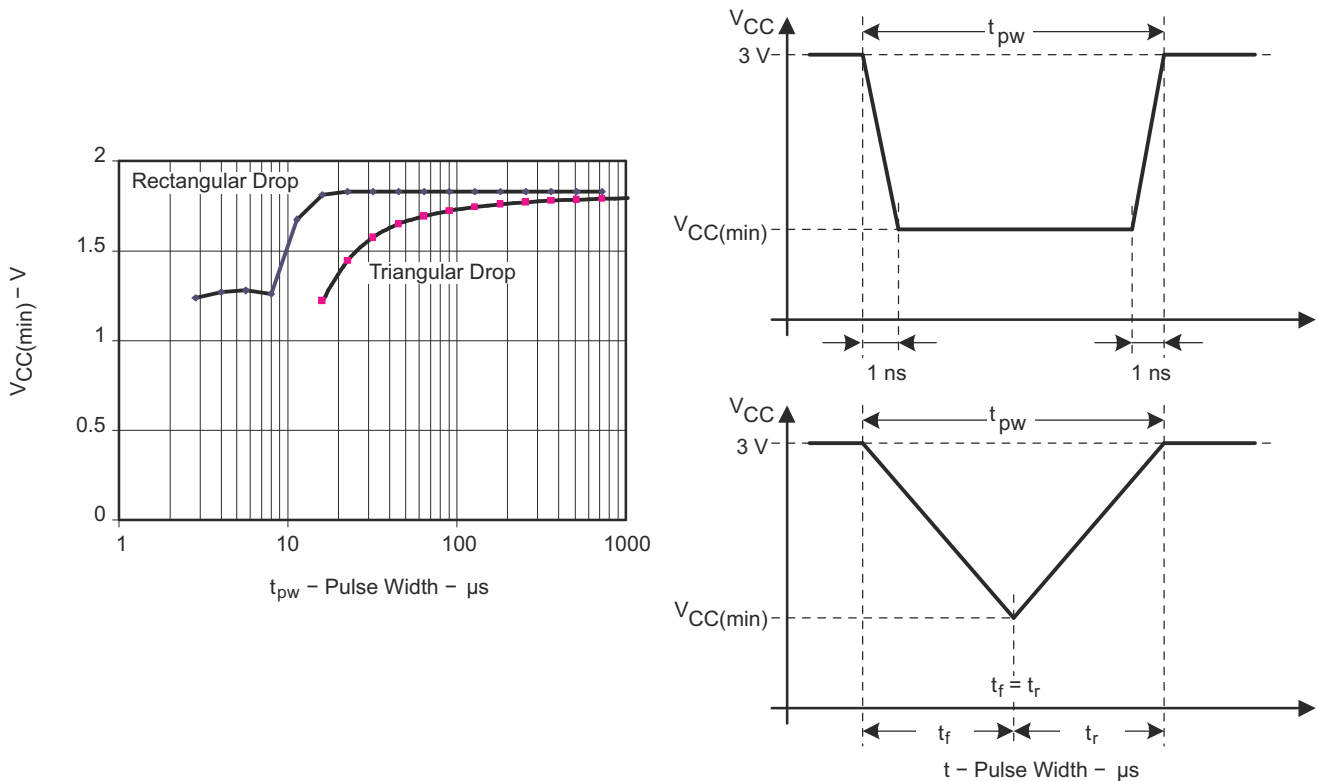 2
Rectangular Drop
1.5
Triangular Drop
1
0.5
0
VCC(min) − V
1 10 100 1000
tpw − Pulse Width − µs
VCC
tpw
3 V
VCC(min)
1 ns 1 ns
VCC
tpw
3 V
VCC(min)
tf = tr
tf tr
t − Pulse Width − µs